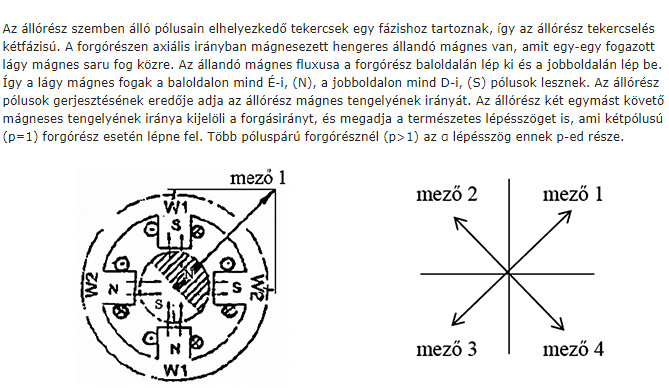 Az állórész szemben álló pólusain elhelyezkedő tekercsek egy fázishoz tartoznak, így az állórész tekercselés
kétfázisú. A forgórészen axiális irányban mágnesezett hengeres állandó mágnes van, amit egy-egy fogazott
lágy mágnes saru fog közre. Az állandó mágnes fluxusa a forgórész baloldalán lép ki és a jobboldalán lép be.
Így a lágy mágnes fogak a baloldalon mind É-i, (N), a jobboldalon mind D-i, (S) pólusok lesznek. Az állórész
pólusok gerjesztésének eredője adja az állórész mágnes tengelyének irányát. Az állórész két egymást követő
mágneses tengelyének iránya kijelöli a forgásirányt, és megadja a természetes lépésszöget is, ami kétpólusú
(p=1) forgórész esetén lépne fel. Több póluspárú forgórésznél (p>1) az α lépésszög ennek p-ed része.
mező 1
W1
S
W2
N
N
S
W2
S
N
W1
mező 2
mező 1
mező 3
mező 4